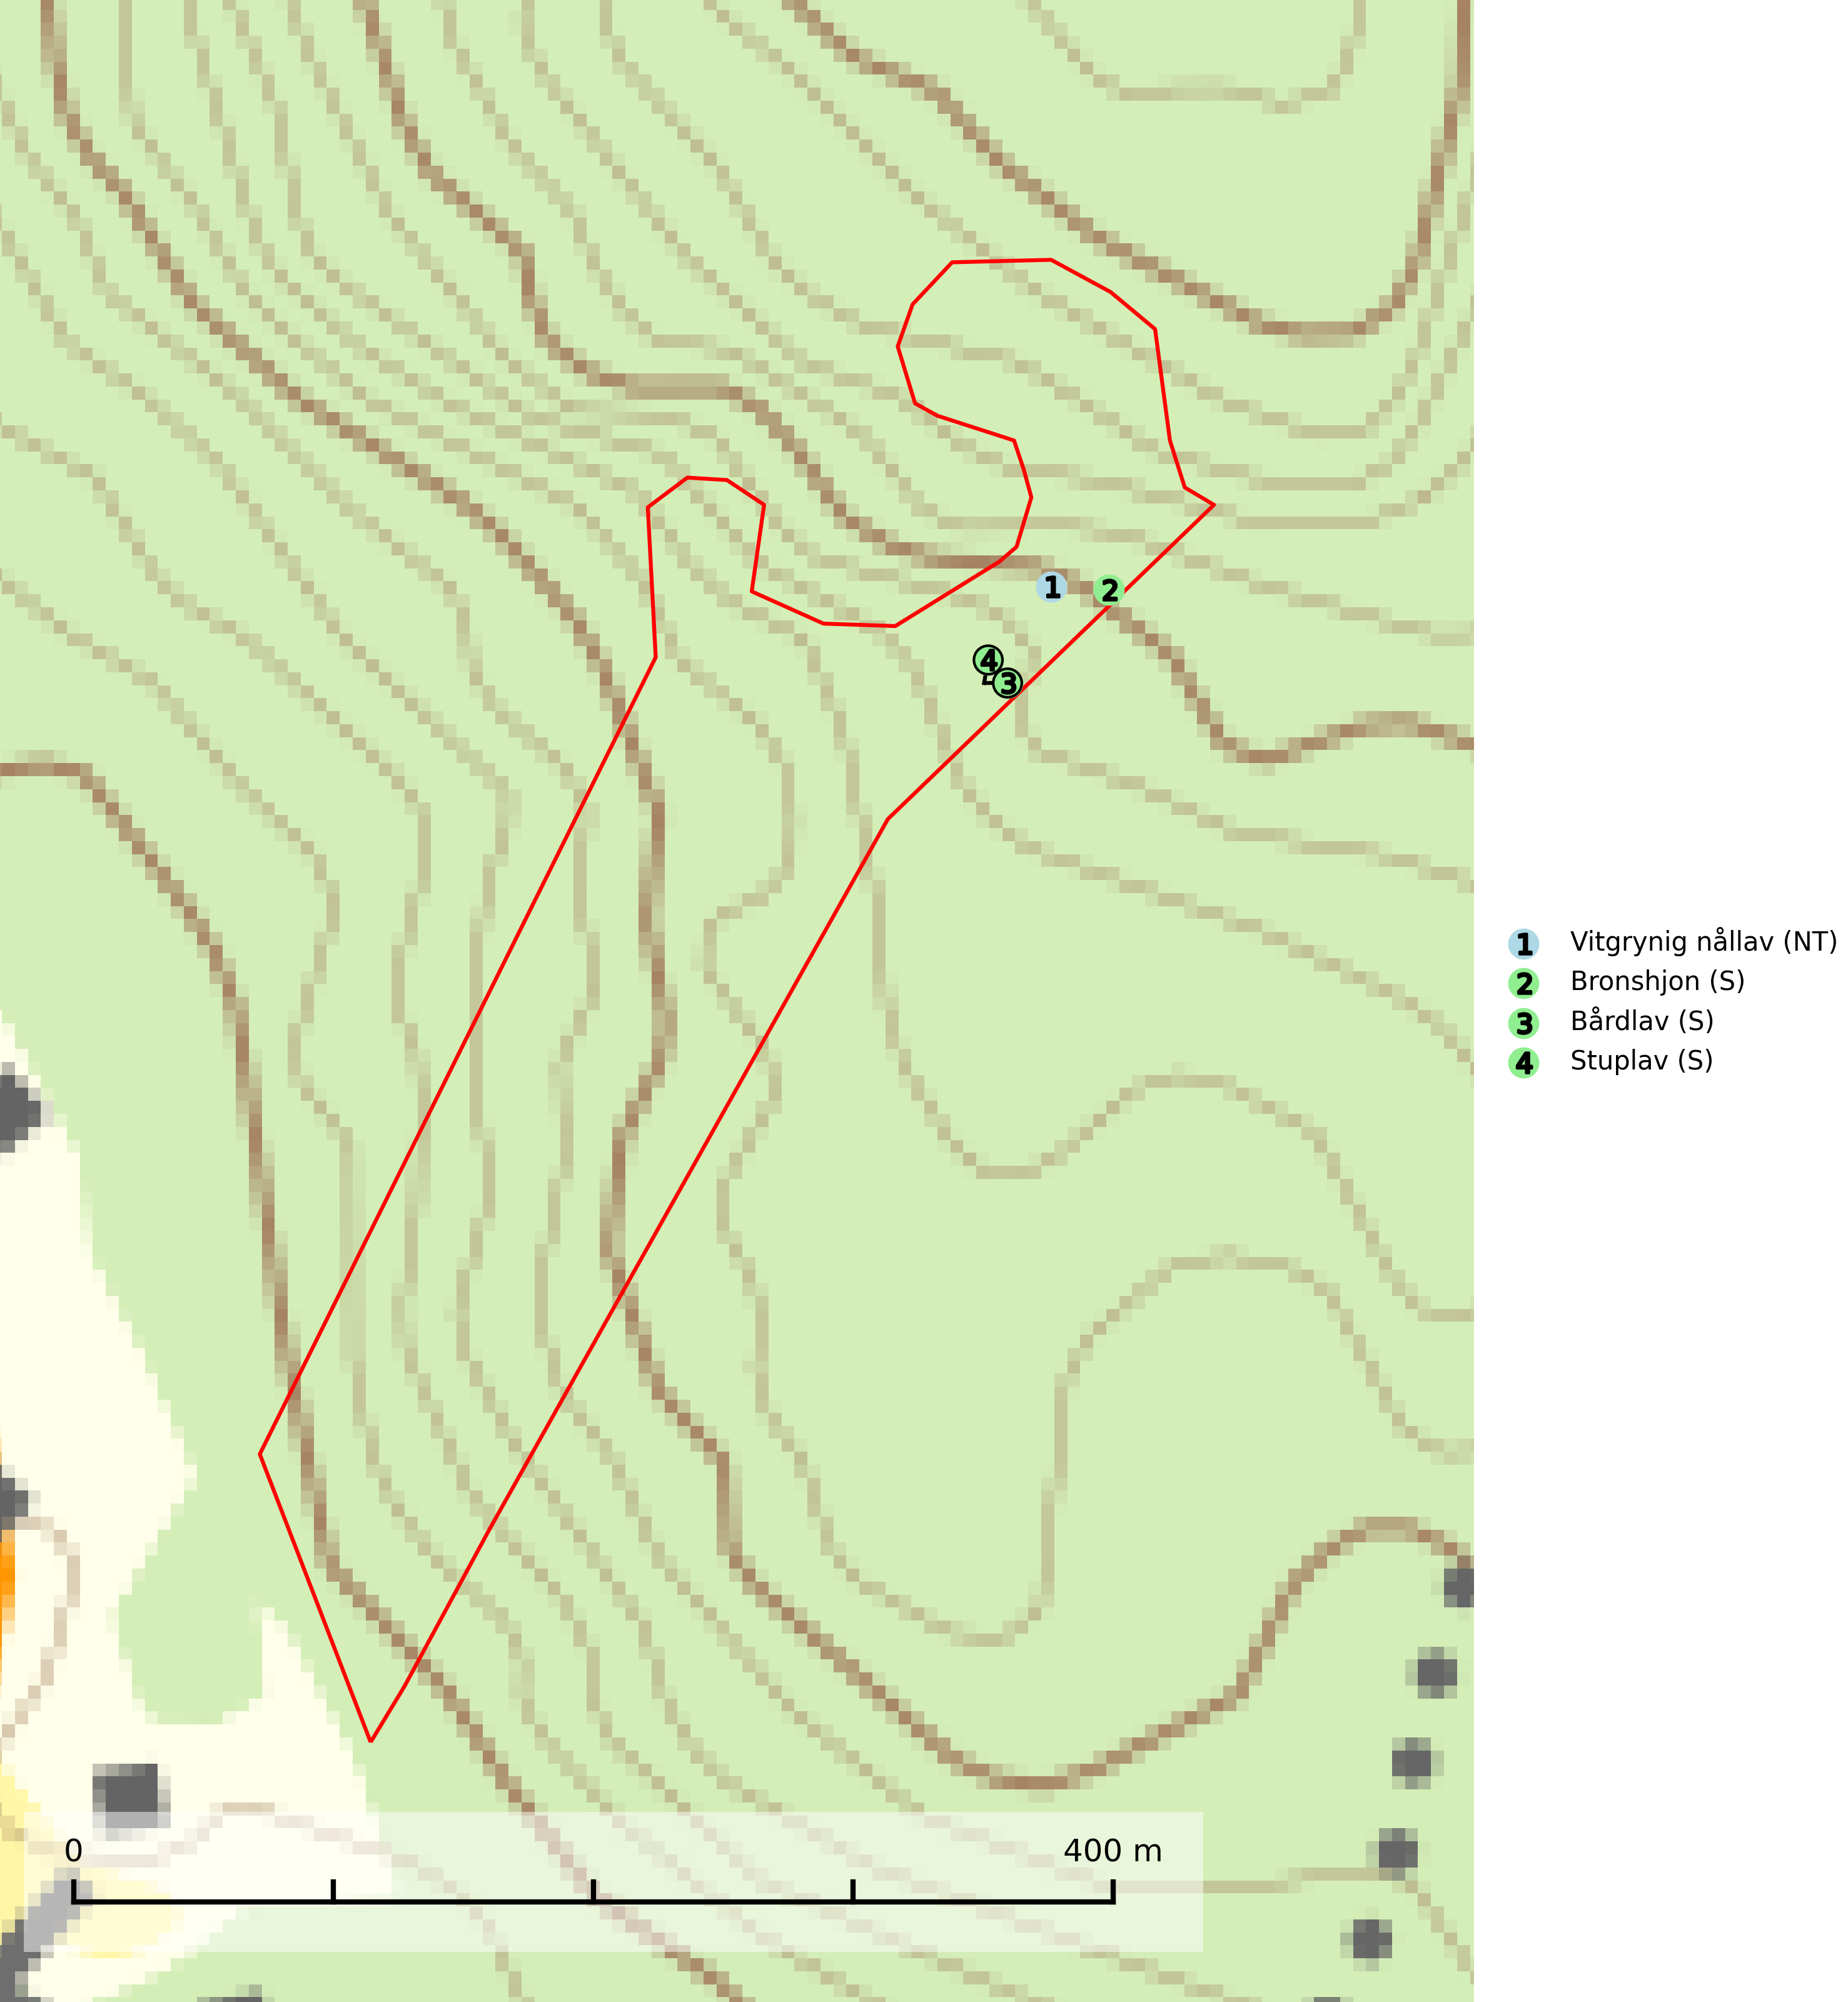 1
2
4
3
1 Vitgrynig nållav (NT)
2 Bronshjon (S)
3 Bårdlav (S)
4 Stuplav (S)
0 400 m